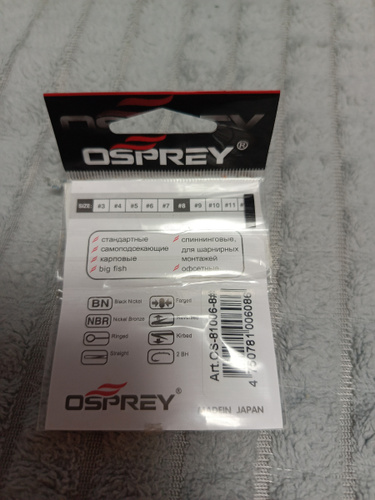 OSPREY
OSPREY®
SIZE: #3 #4 #5 #6 #7 #8 #9 #10 #11
стандартные
самоподсекающие
карповые
big fish
спиннинговые,
для шарнирных
монтажей
офсетные
BN Black Nickel
NBR Nickel Bronze
Ringed
Straight
Forged
Kirbed
2 BH
Art.OS-81006-8
OSPREY®
MADE IN JAPAN